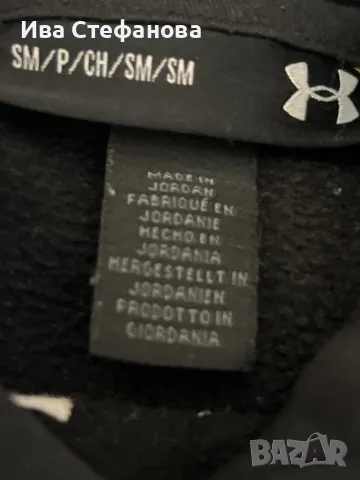 Ива Стефанова
SM/P/CH/SM/SM
MADE IN
JORDAN
FABRIQUÉ EN
JORDANIE
HECHO EN
JORDANIA
HERGESTELLT IN
JORDANIEN
PRODOTTO IN
GIORDANIA
BAZAR